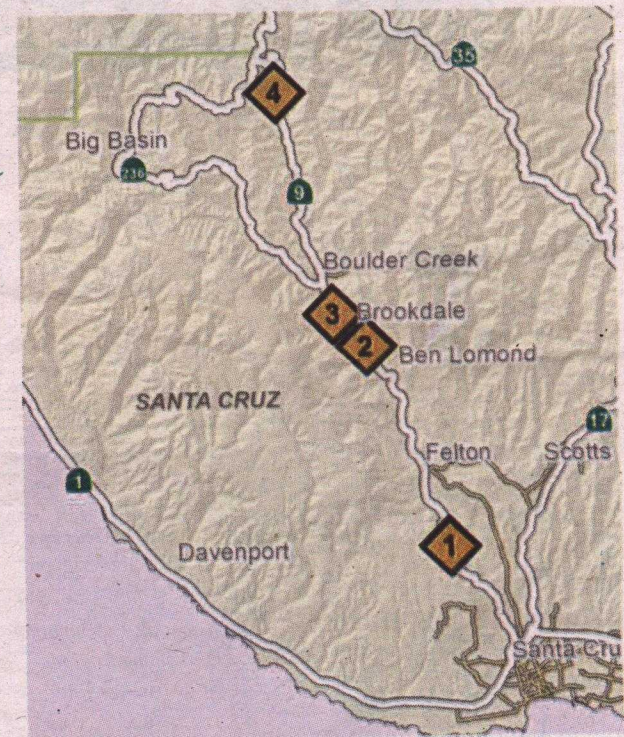 35
4
Big Basin
236
9
Boulder Creek
3
Brookdale
2
Ben Lomond
SANTA CRUZ
17
Felton
Scotts
1
1
Davenport
Santa Cru